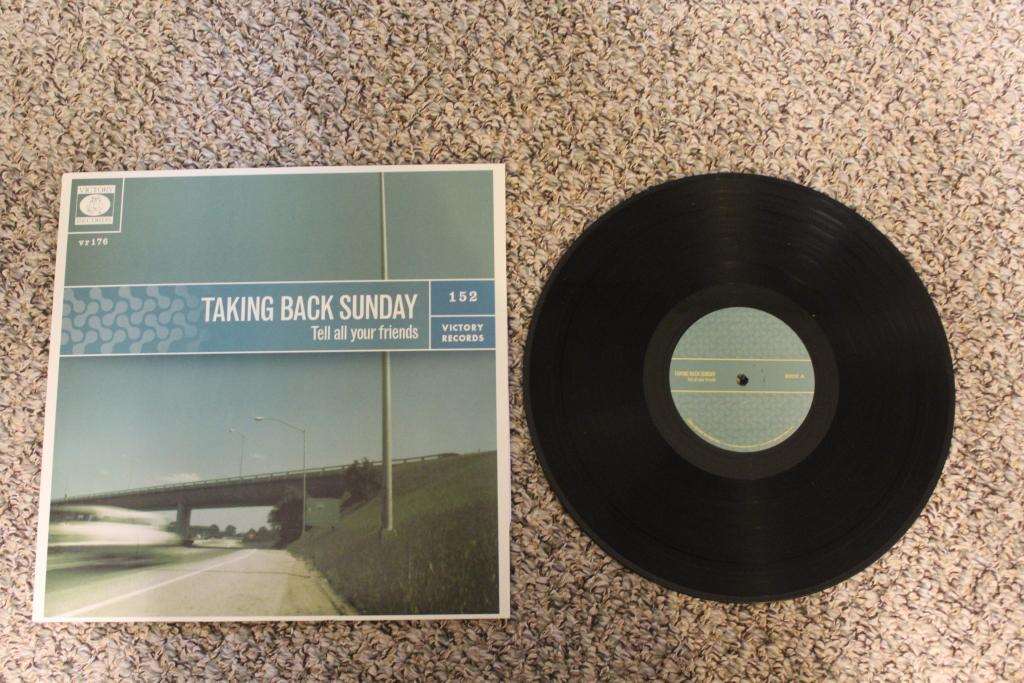 VICTORY
RECORDS
vr176
TAKING BACK SUNDAY
Tell all your friends
152
VICTORY
RECORDS
TAKING BACK SUNDAY
Tell all your friends
SIDE A